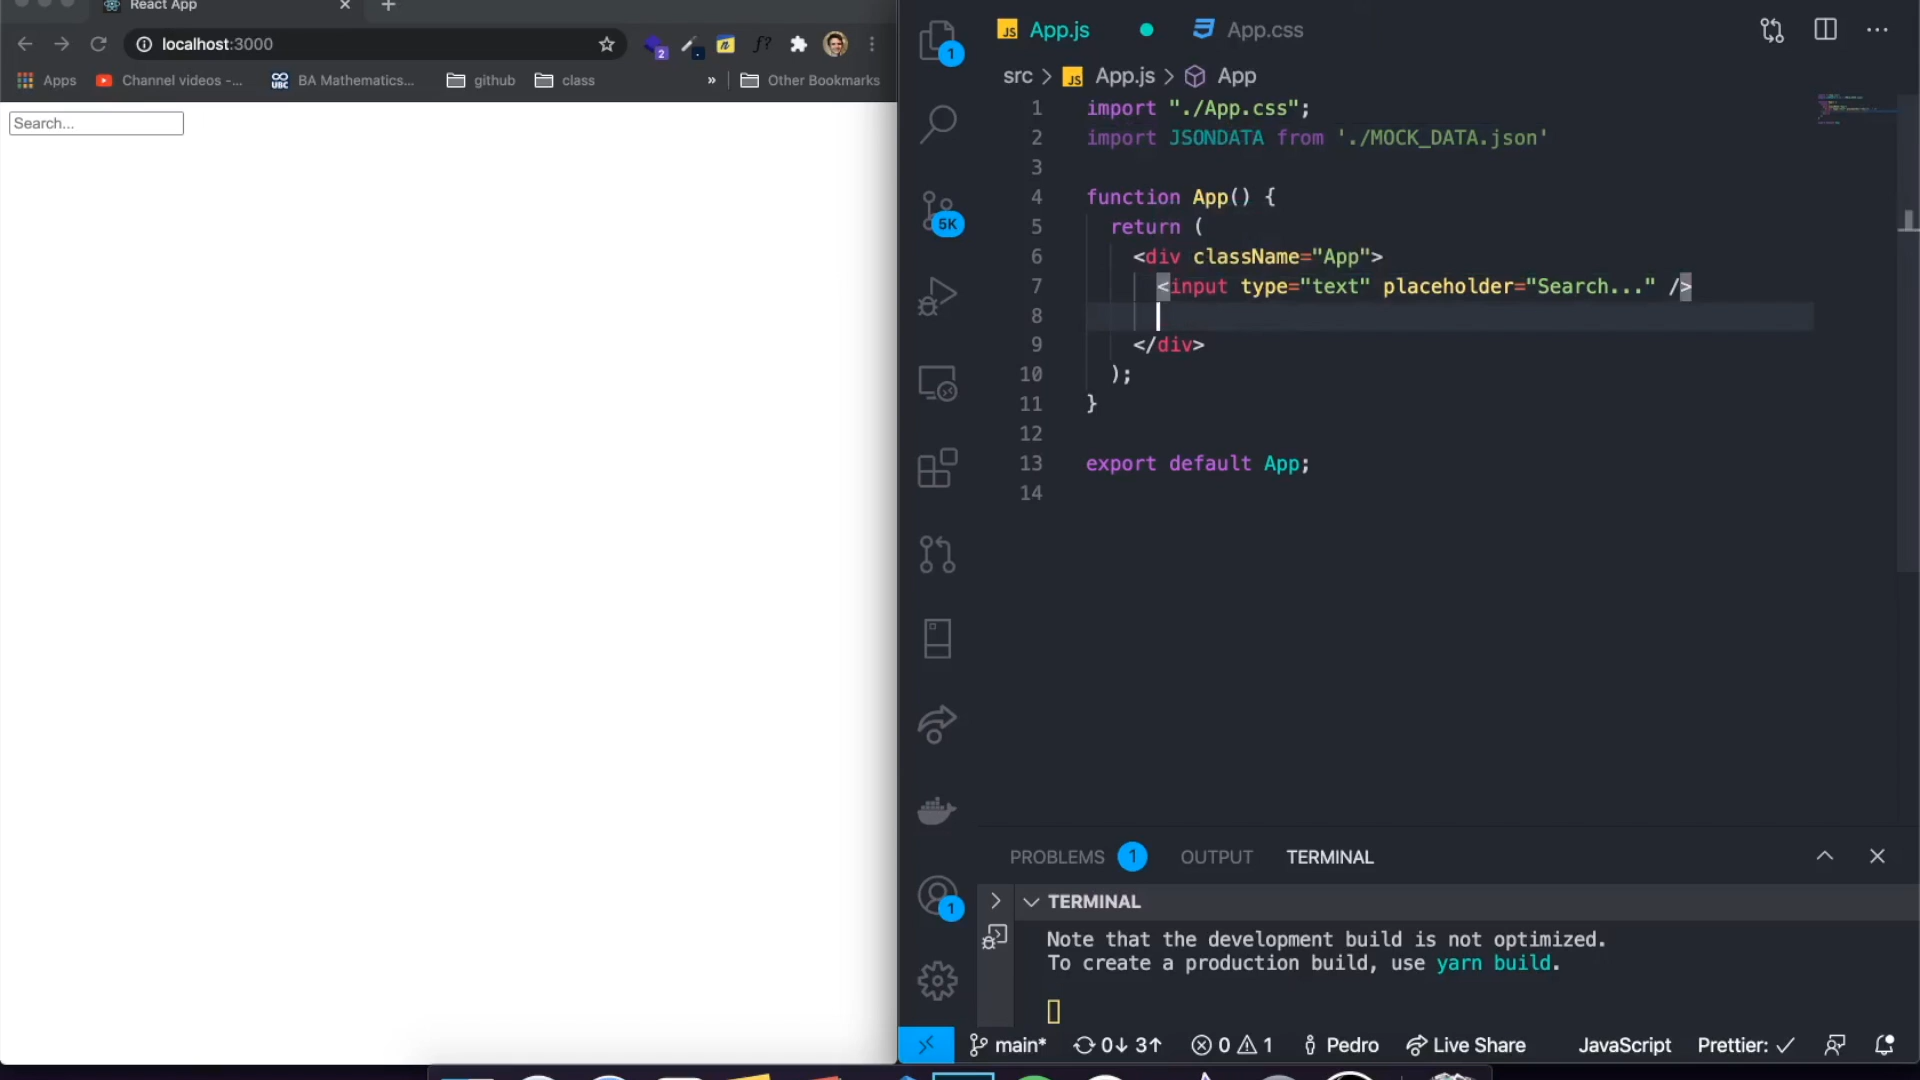 React App
localhost:3000
2
n
f?
Apps
Channel videos -...
UBC
BA Mathematics...
github
class
»
Other Bookmarks
Search...
1
5K
1
JS App.js
App.css
src > JS App.js > App
1 import "./App.css";
2 import JSONDATA from './MOCK_DATA.json'
3
4 function App() {
5 return (
6 <div className="App">
7 <input type="text" placeholder="Search..." />
8
9 </div>
10 );
11 }
12
13 export default App;
14
PROBLEMS 1 OUTPUT TERMINAL
TERMINAL
Note that the development build is not optimized.
To create a production build, use yarn build.
main* 0↓ 3↑ 0 1 Pedro Live Share JavaScript Prettier: ✓